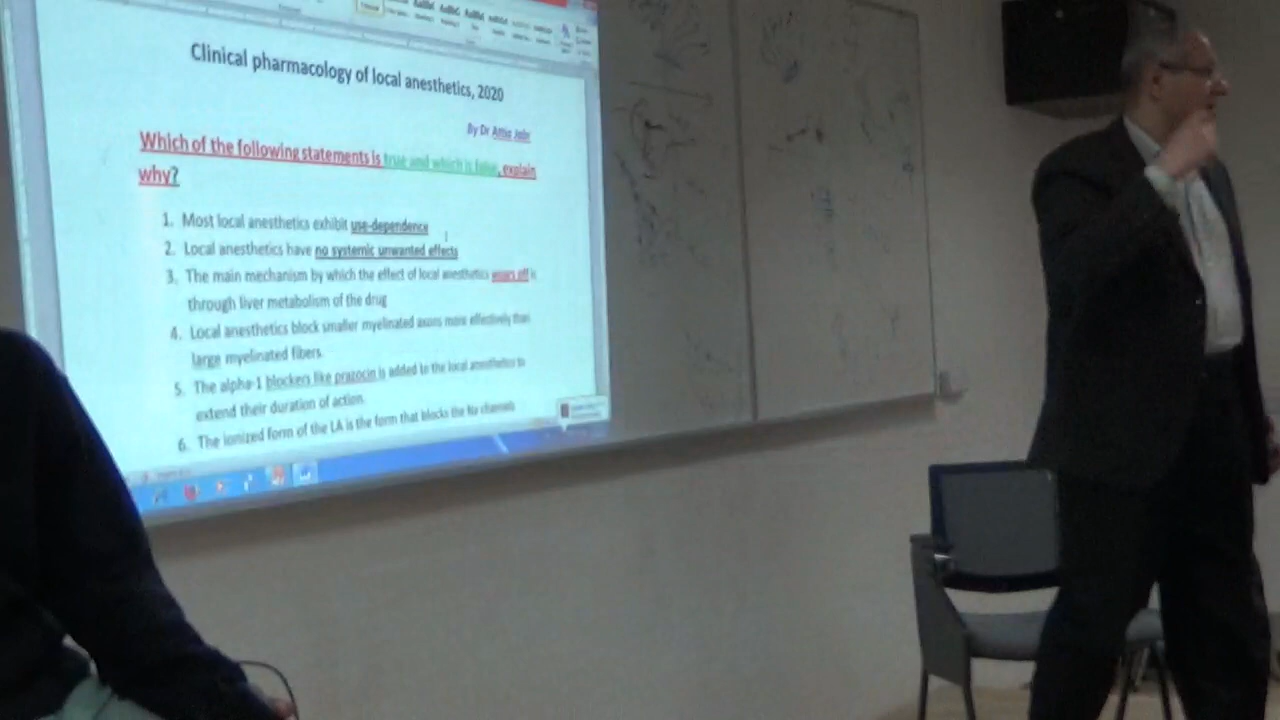 Clinical pharmacology of local anesthetics, 2020
By Dr Attia Jabr
Which of the following statements is true and which is false, explain
why?
1. Most local anesthetics exhibit use-dependence
2. Local anesthetics have no systemic unwanted effects
3. The main mechanism by which the effect of local anesthetics wears off is
through liver metabolism of the drug
4. Local anesthetics block smaller myelinated axons more effectively than
large myelinated fibers.
5. The alpha-1 blockers like prazocin is added to the local anesthetics to
extend their duration of action.
6. The ionized form of the LA is the form that blocks the Na channels